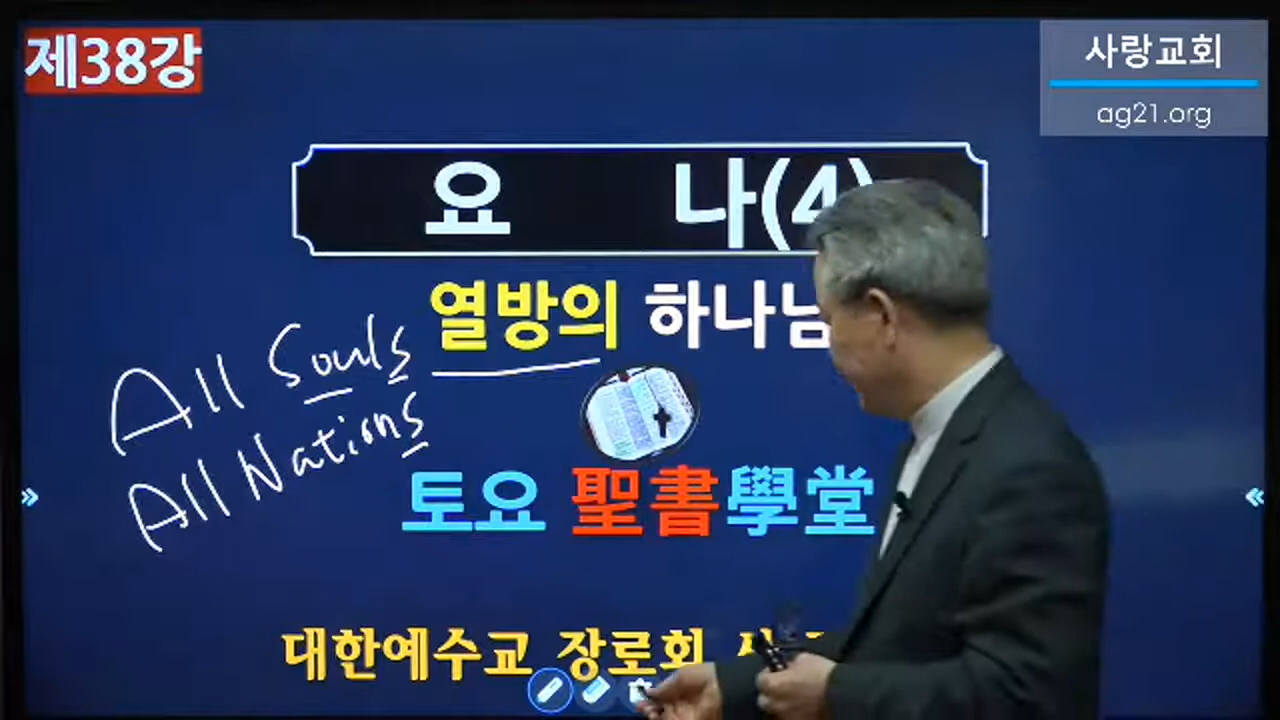 제38강
사랑교회
ag21.org
요 나(4)
열방의 하나님
All Souls
All Nations
토요 聖書學堂
대한예수교 장로회